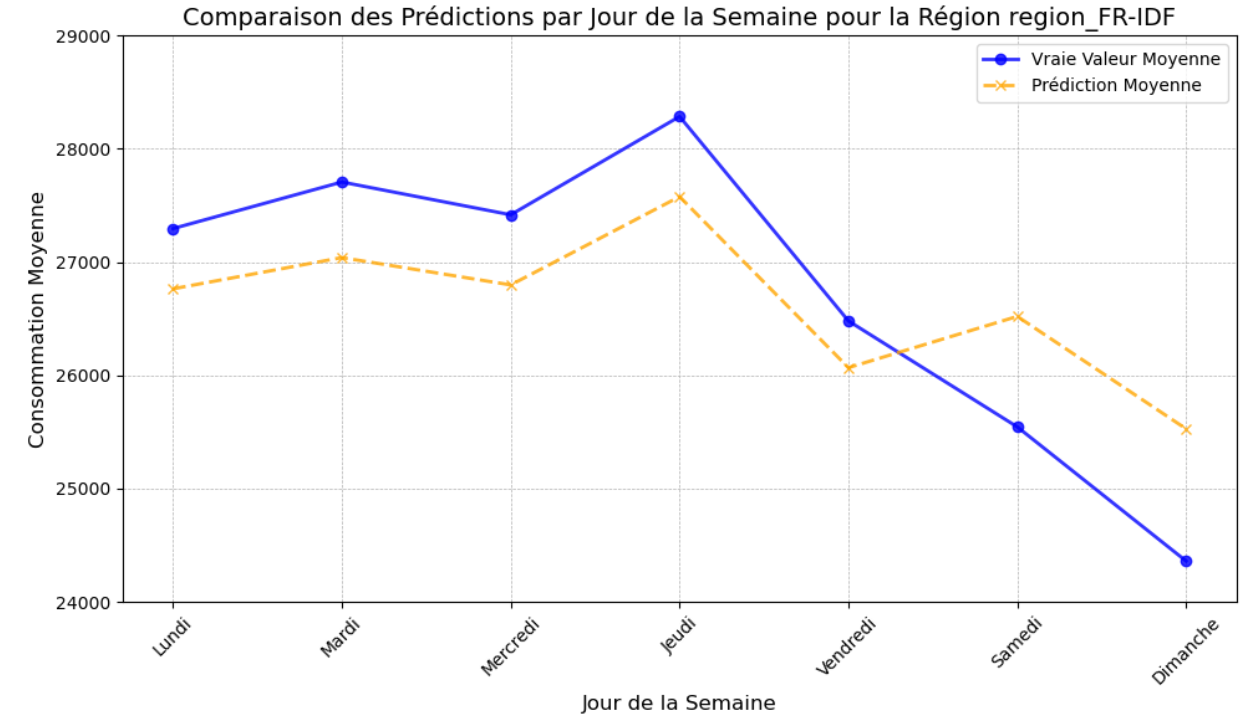 Comparaison des Prédictions par Jour de la Semaine pour la Région region_FR-IDF
Vraie Valeur Moyenne
Prédiction Moyenne
Consommation Moyenne
29000
28000
27000
26000
25000
24000
Lundi
Mardi
Mercredi
Jeudi
Vendredi
Samedi
Dimanche
Jour de la Semaine